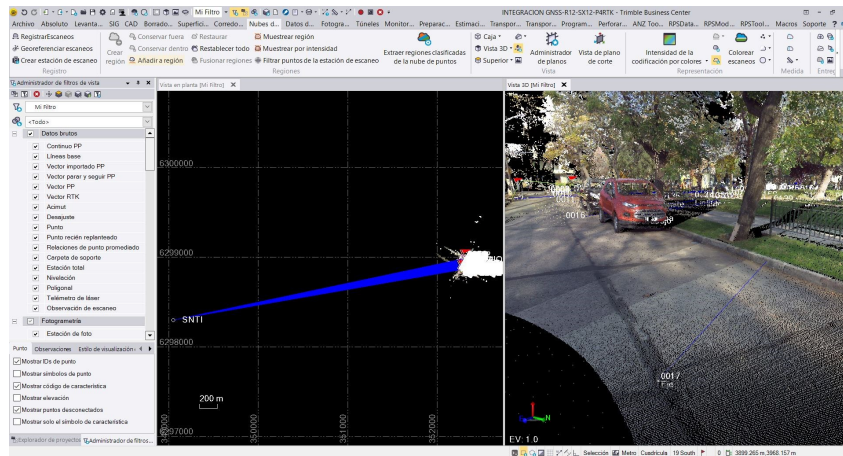 Mi Filtro
INTEGRACION GNSS-R12-SX12-P4RTK - Trimble Business Center
Archivo Absoluto Levanta... SIG CAD Borrado... Superfici... Corredo... Nubes d... Datos d... Fotogra... Túneles Monitor... Preparac... Estimaci... Transpor... Transpor... Program... Perforar... ANZ Too... RPSData... RPSMod... RPSTool... Macros Soporte ?
RegistrarEscaneos
Georeferenciar escaneos
Crear estación de escaneo
Registro
Crear
región
Conservar fuera
Restaurar
Muestrear región
Conservar dentro
Restablecer todo
Muestrear por intensidad
Añadir a región
Fusionar regiones
Filtrar puntos de la estación de escaneo
Extraer regiones clasificadas
de la nube de puntos
Regiones
Caja
Vista 3D
Superior
Administrador
de planos
Vista de plano
de corte
Vista
Intensidad de la
codificación por colores
Colorear
escaneos
Representación
Medida
Entreg
Administrador de filtros de vista
Mi Filtro
<Todo>
Datos brutos
Continuo PP
Líneas base
Vector importado PP
Vector parar y seguir PP
Vector PP
Vector RTK
Acimut
Desajuste
Punto
Punto recién replanteado
Relaciones de punto promediado
Carpete de soporte
Estación total
Nivelación
Poligonal
Telémetro de láser
Observación de escaneo
Fotogrametría
Estación de foto
Punto Observaciones Estilo de visualización
Mostrar IDs de punto
Mostrar símbolos de punto
Mostrar código de característica
Mostrar elevación
Mostrar puntos desconectados
Mostrar solo el símbolo de característica
Explorador de proyectos
Administrador de filtros...
Vista en planta [Mi Filtro]
6300000
6299000
SNTI
6298000
200 m
6297000
350000
351000
352000
Vista 3D [Mi Filtro]
0011
0016
0017
EV: 1.0
N
Selección Metro Cuadrícula 19 South 0 3899.265 m,3968.157 m